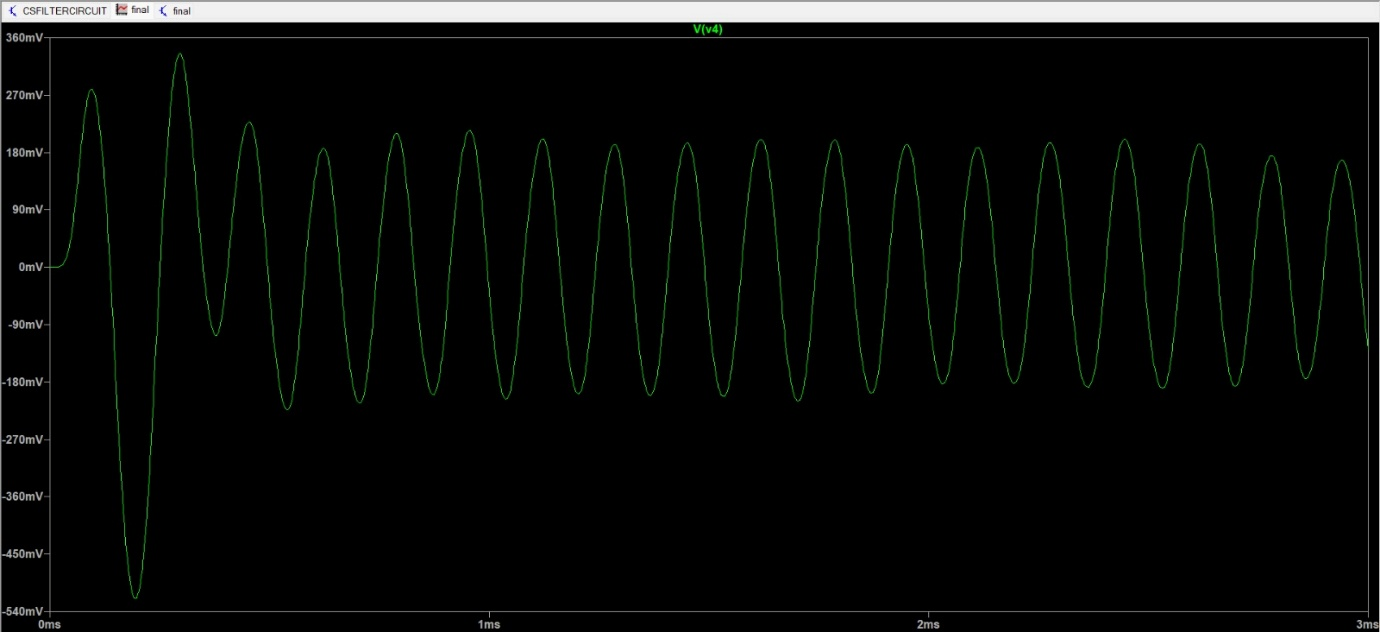 CSFILTERCIRCUIT final final
V(v4)
360mV
270mV
180mV
90mV
0mV
-90mV
-180mV
-270mV
-360mV
-450mV
-540mV
0ms 1ms 2ms 3ms